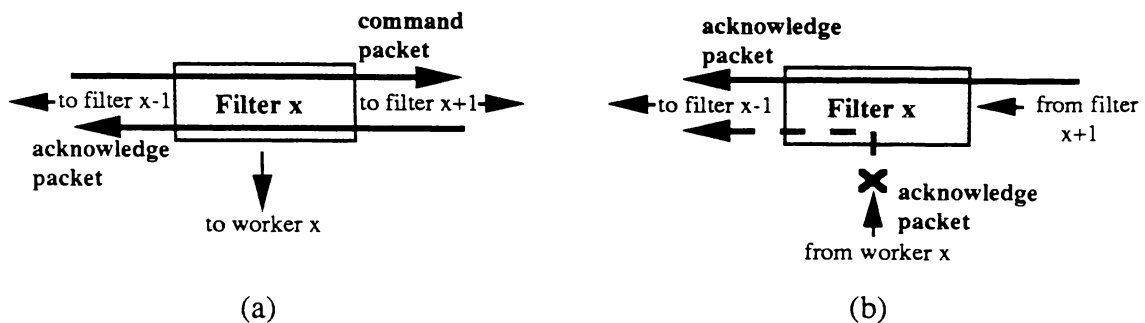 command
packet
to filter x-1
Filter x
to filter x+1
acknowledge
packet
to worker x
(a)
acknowledge
packet
to filter x-1
Filter x
from filter
x+1
acknowledge
packet
from worker x
(b)